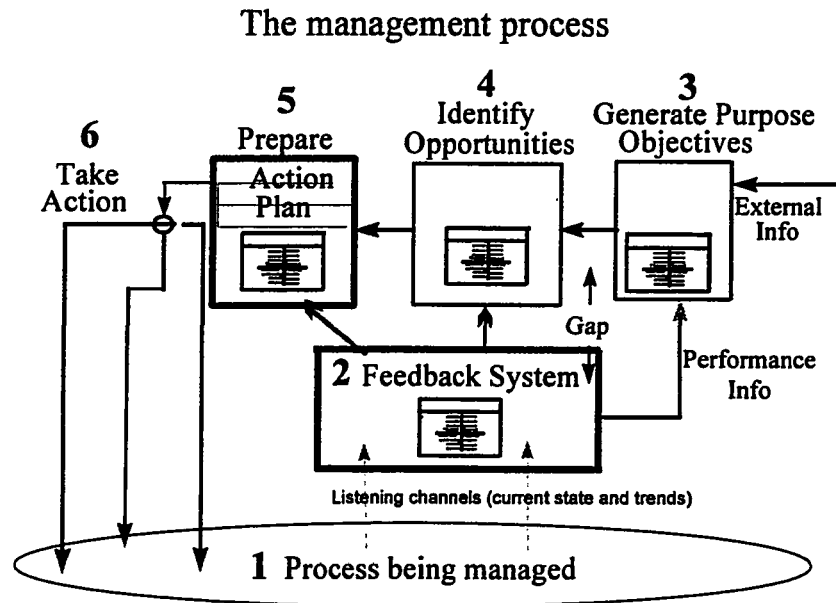 The management process
6
Take
Action
5
Prepare
Action
Plan
4
Identify
Opportunities
3
Generate Purpose
Objectives
External
Info
Gap
Performance
Info
2 Feedback System
Listening channels (current state and trends)
1 Process being managed